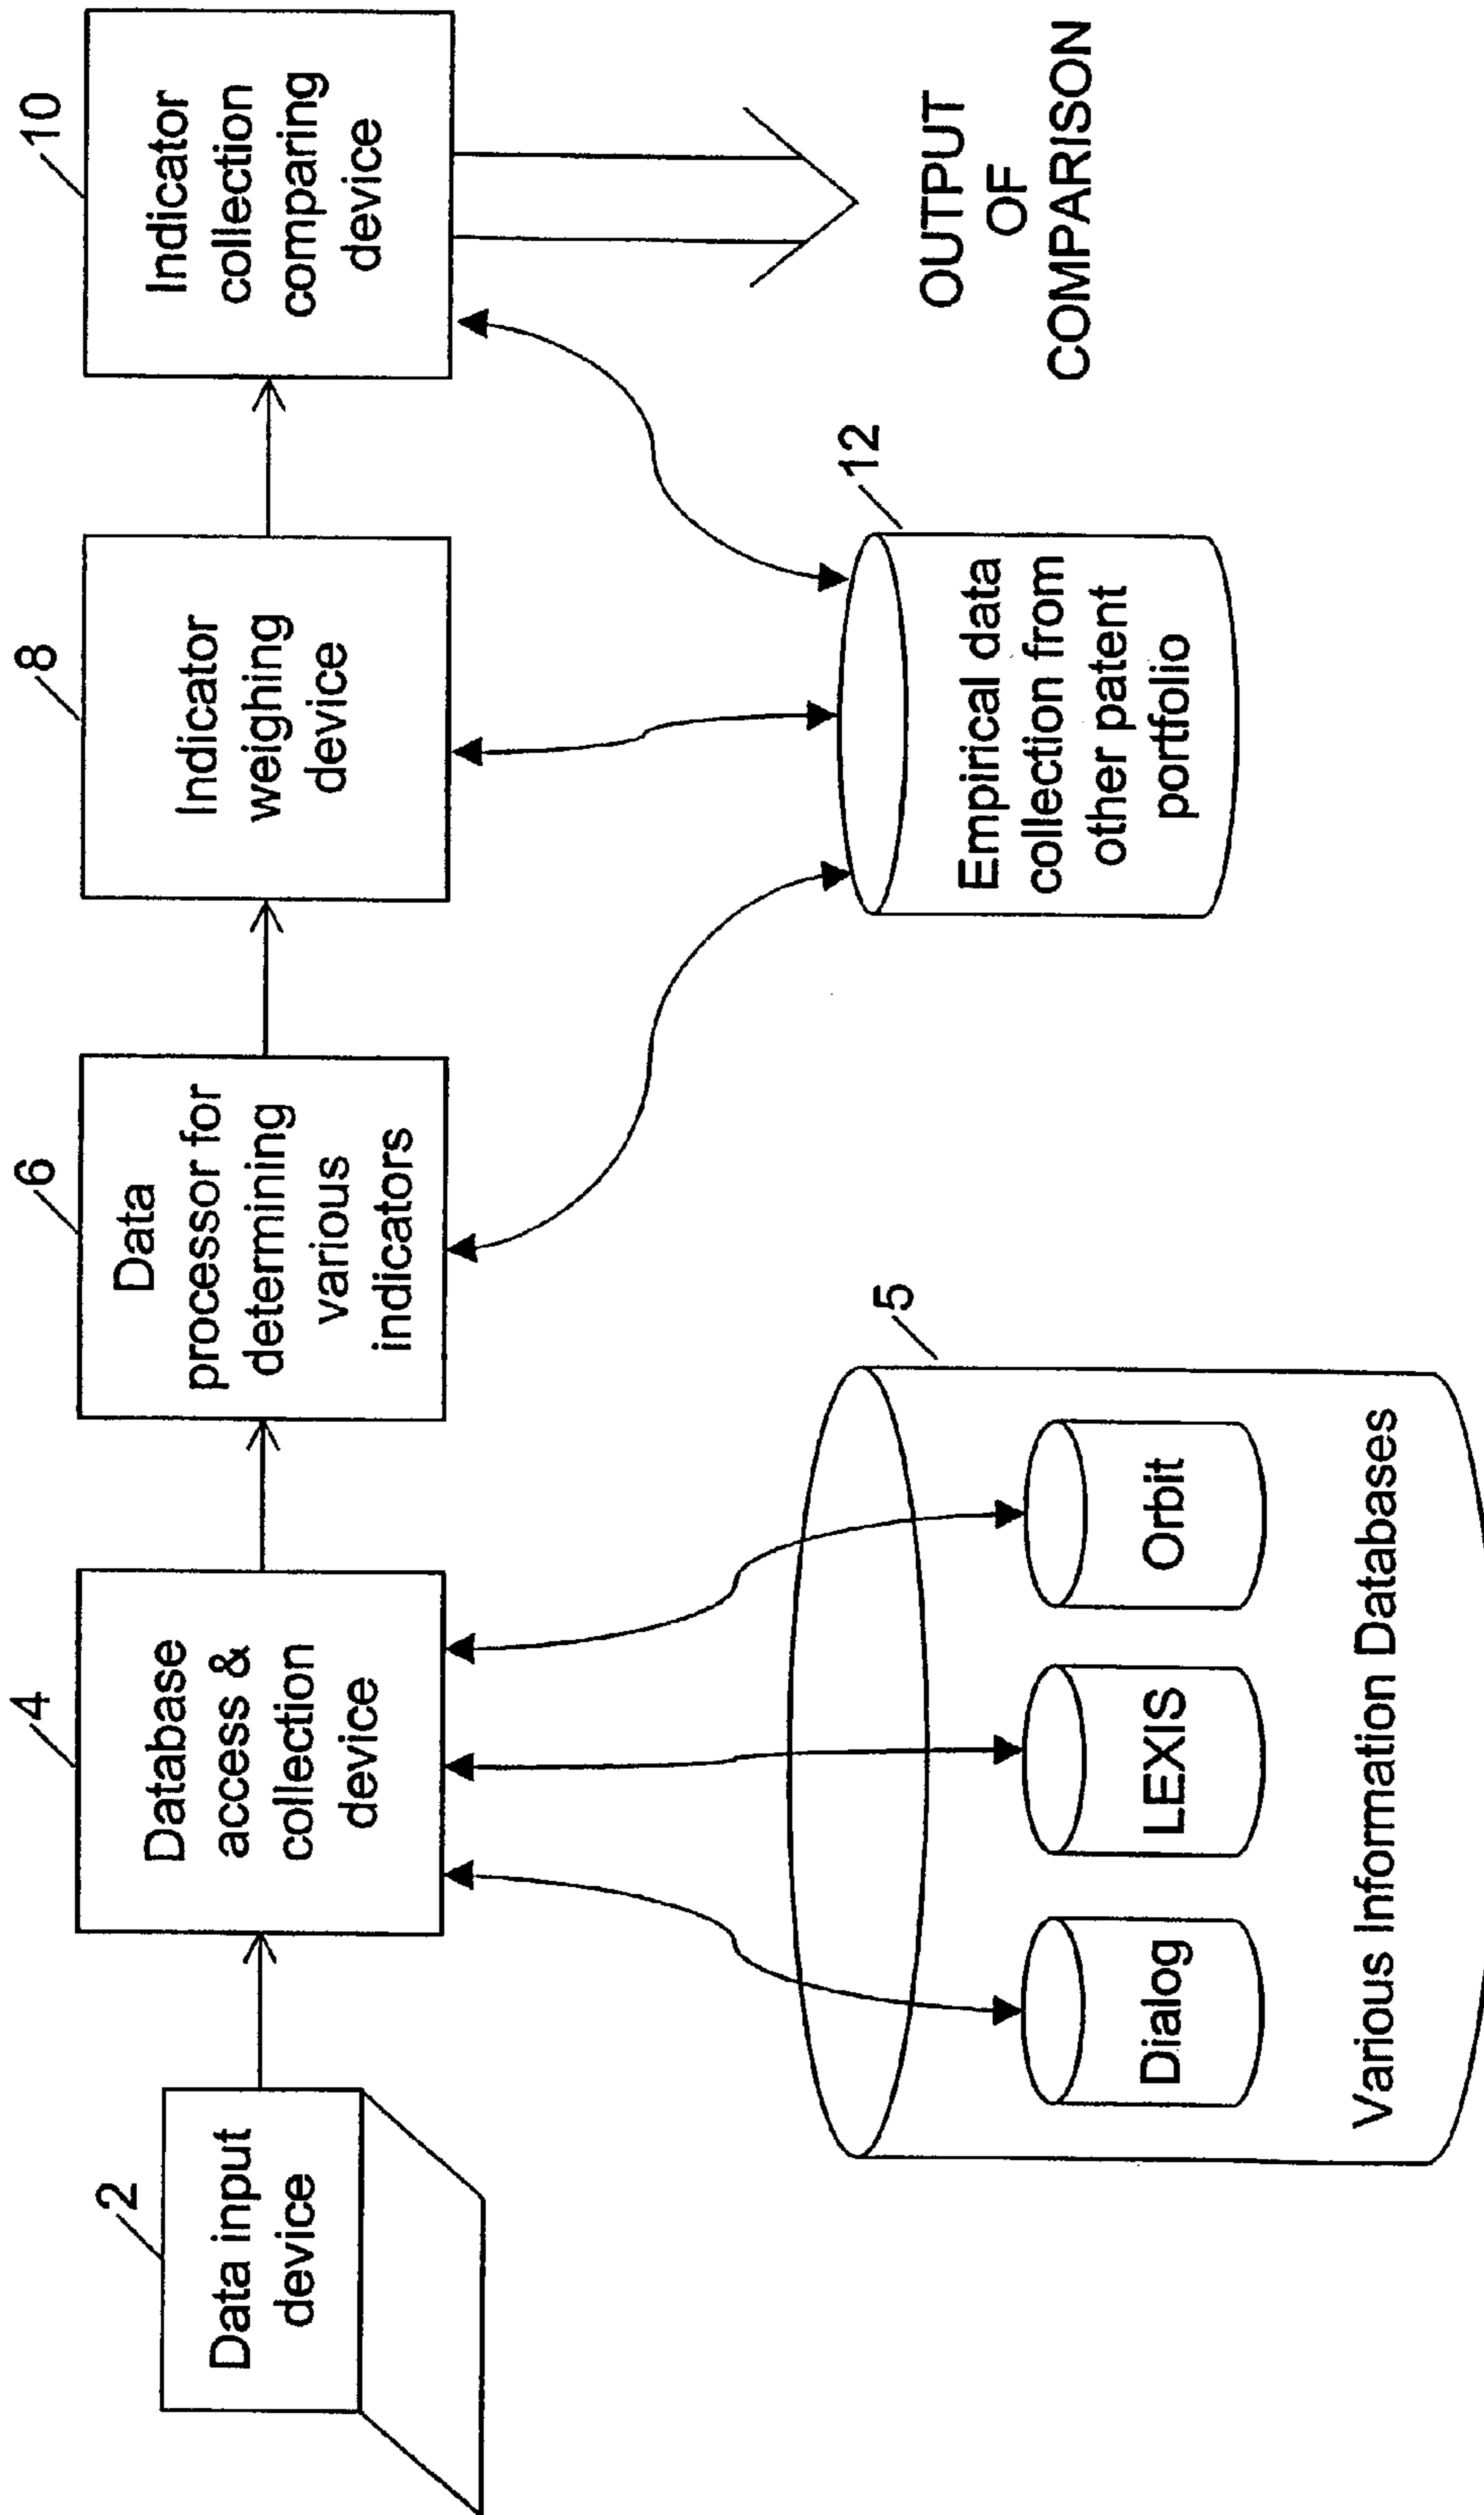 2
Data input
device
4
Database
access &
collection
device
6
Data
processor for
determining
various
indicators
8
Indicator
weighing
device
10
Indicator
collection
comparing
device
5
Dialog
LEXIS
Orbit
Various Information Databases
12
Empirical data
collection from
other patent
portfolio
OUTPUT
OF
COMPARISON